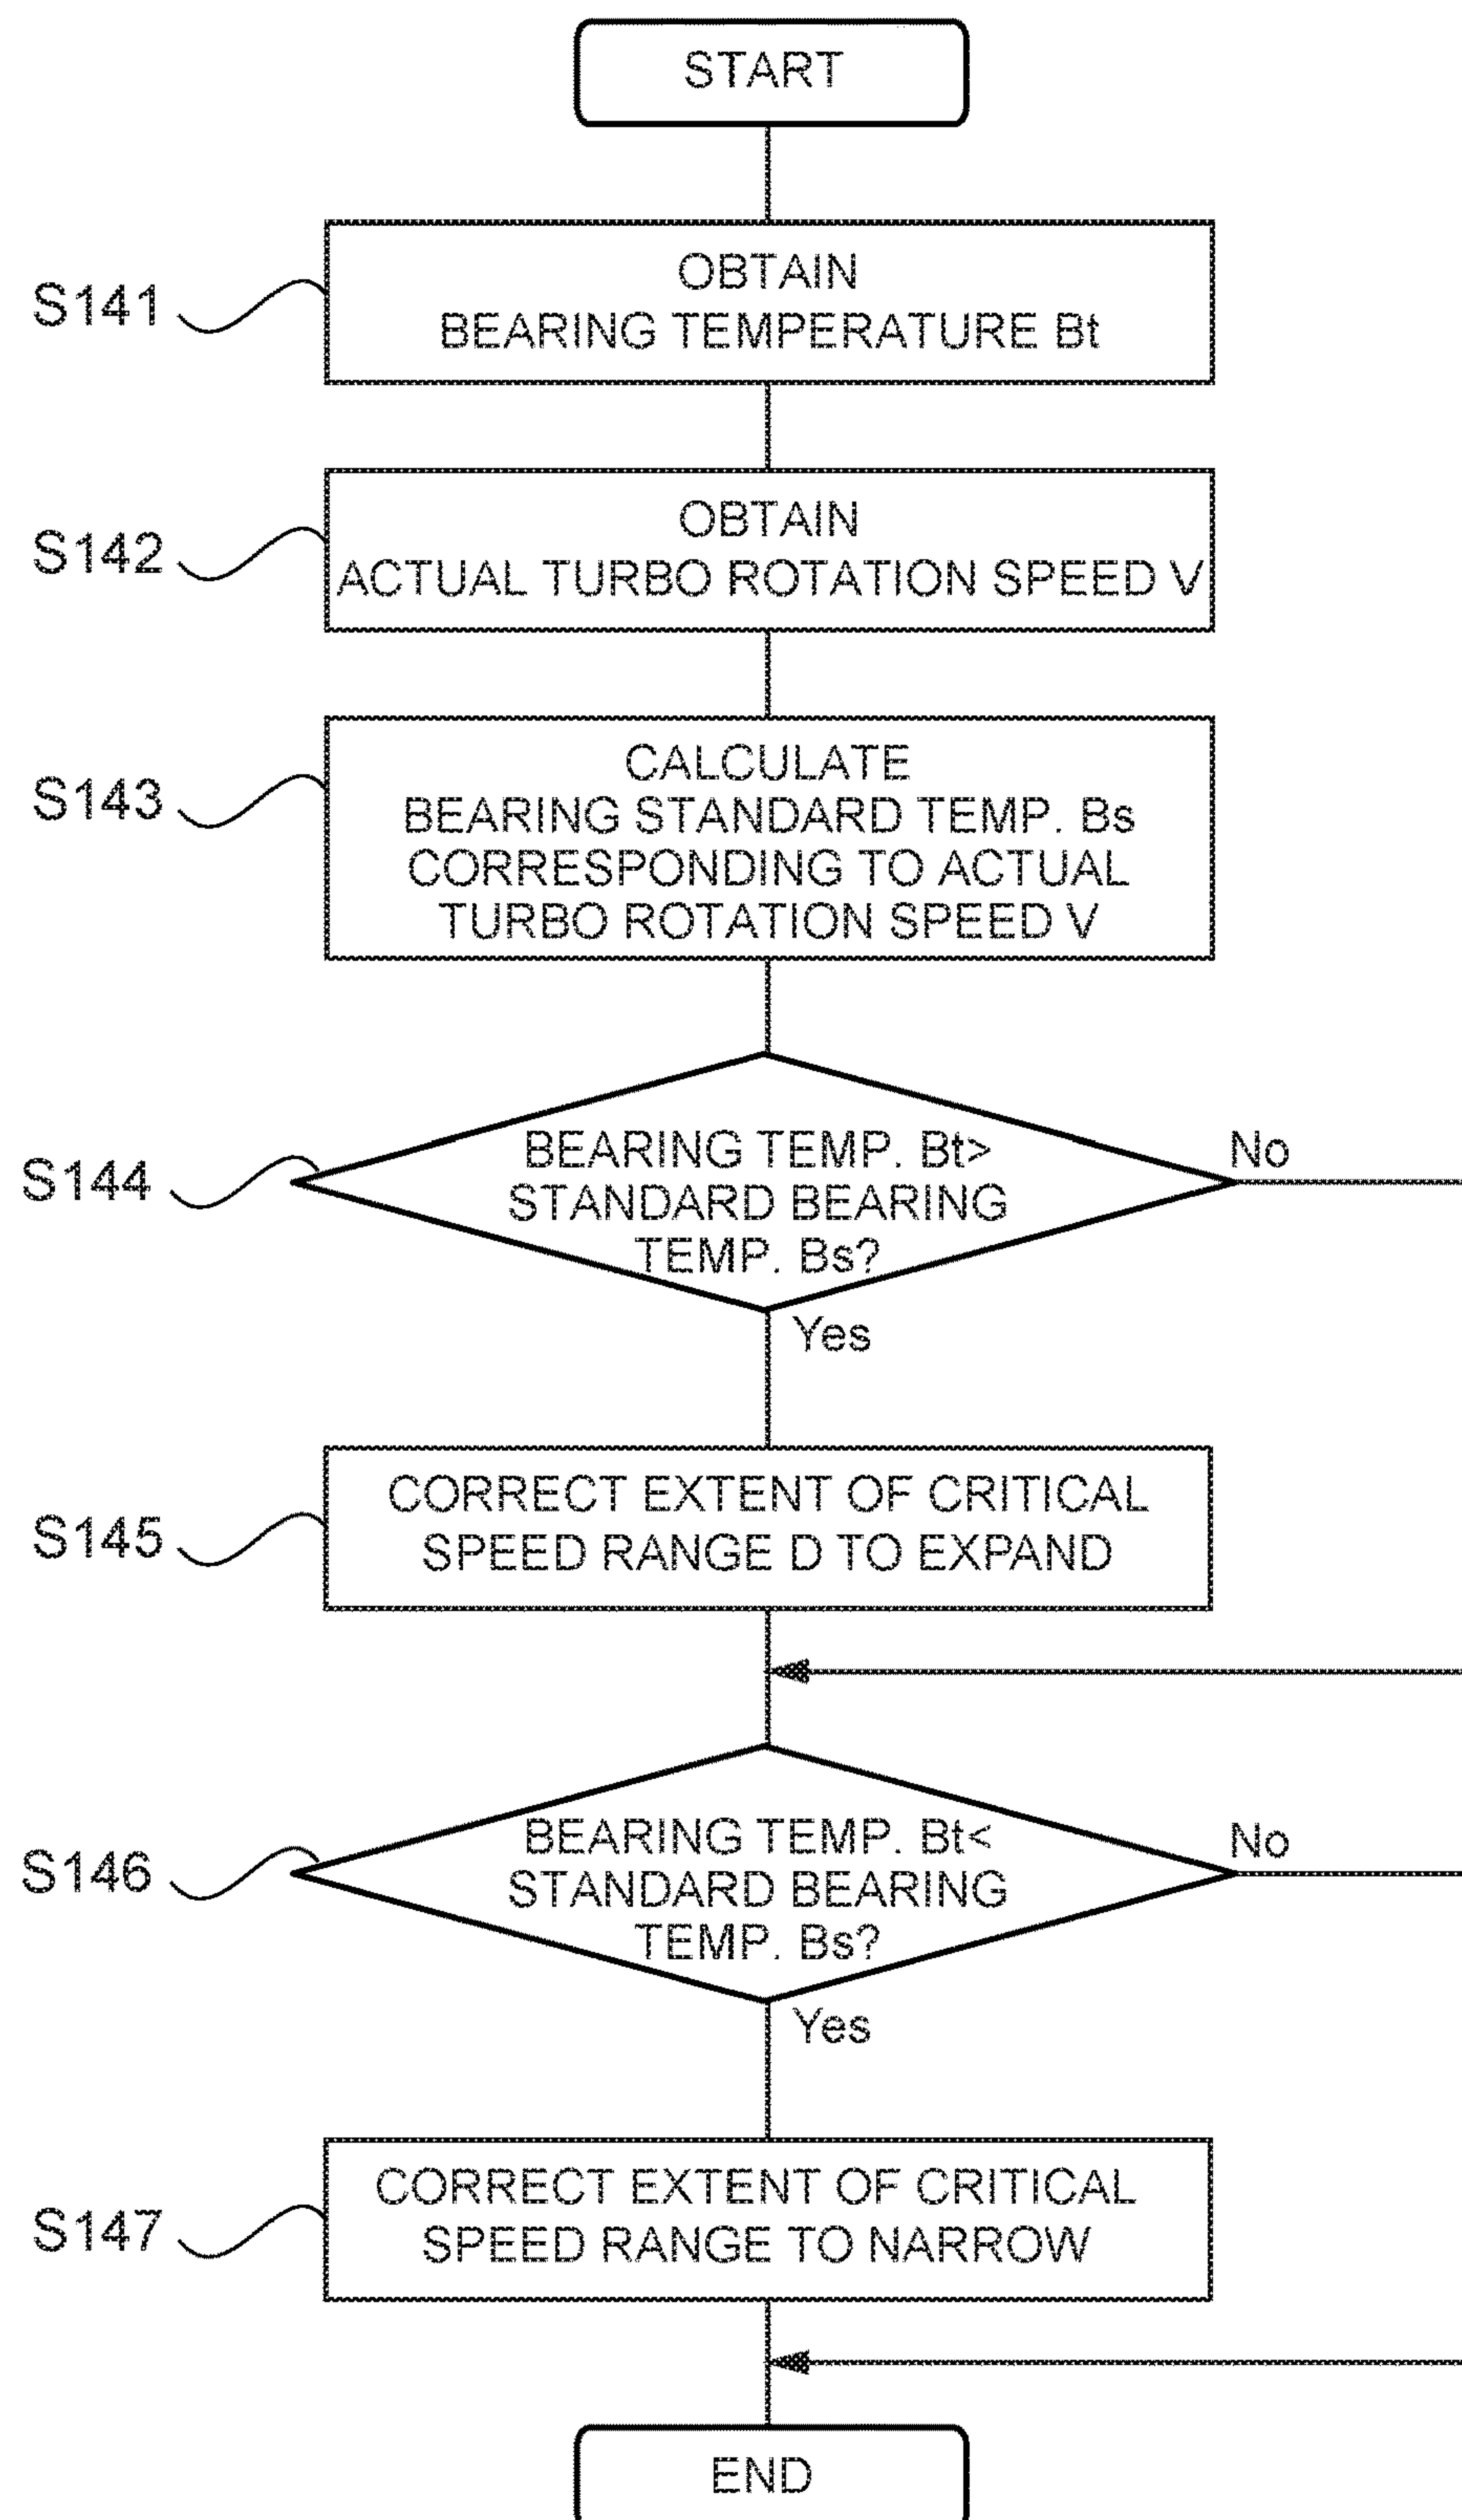 START
S141
OBTAIN
BEARING TEMPERATURE Bt
S142
OBTAIN
ACTUAL TURBO ROTATION SPEED V
S143
CALCULATE
BEARING STANDARD TEMP. Bs
CORRESPONDING TO ACTUAL
TURBO ROTATION SPEED V
S144
BEARING TEMP. Bt>
STANDARD BEARING
TEMP. Bs?
No
Yes
S145
CORRECT EXTENT OF CRITICAL
SPEED RANGE D TO EXPAND
S146
BEARING TEMP. Bt<
STANDARD BEARING
TEMP. Bs?
No
Yes
S147
CORRECT EXTENT OF CRITICAL
SPEED RANGE TO NARROW
END